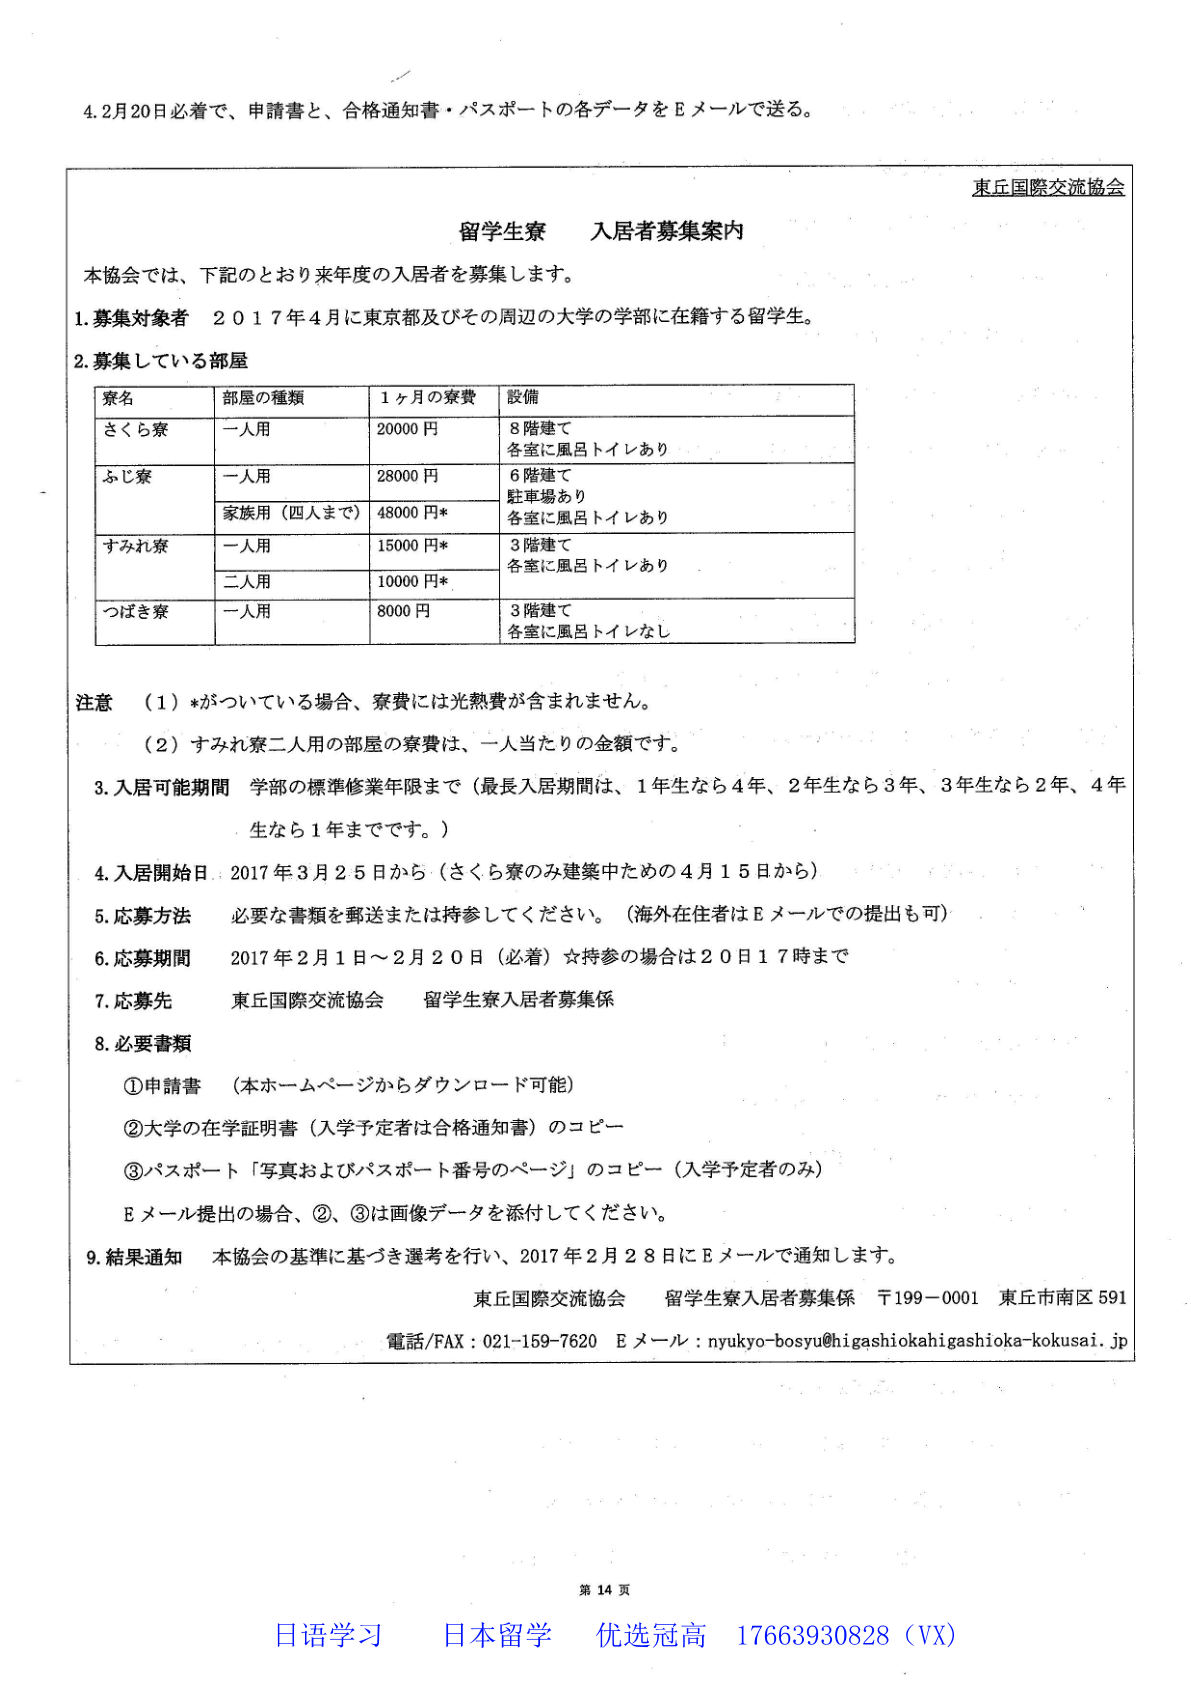 4.2月20日必着で、申請書と、合格通知書・パスポートの各データをEメールで送る。
東丘国際交流協会
留学生寮　　入居者募集案内
本協会では、下記のとおり来年度の入居者を募集します。
1.募集対象者　２０１７年４月に東京都及びその周辺の大学の学部に在籍する留学生。
2.募集している部屋
寮名　部屋の種類　１ヶ月の寮費　設備
さくら寮　一人用　20000円　８階建て
各室に風呂トイレあり
ふじ寮　一人用　28000円　６階建て
駐車場あり
家族用（四人まで）　48000円*　各室に風呂トイレあり
すみれ寮　一人用　15000円*　３階建て
各室に風呂トイレあり
二人用　10000円*
つばき寮　一人用　8000円　３階建て
各室に風呂トイレなし
注意　（１）*がついている場合、寮費には光熱費が含まれません。
（２）すみれ寮二人用の部屋の寮費は、一人当たりの金額です。
3.入居可能期間　学部の標準修業年限まで（最長入居期間は、１年生なら４年、２年生なら３年、３年生なら２年、４年
生なら１年までです。）
4.入居開始日　2017年３月２５日から（さくら寮のみ建築中ための４月１５日から）
5.応募方法　必要な書類を郵送または持参してください。（海外在住者はEメールでの提出も可）
6.応募期間　2017年２月１日～２月２０日（必着）☆持参の場合は２０日１７時まで
7.応募先　東丘国際交流協会　　留学生寮入居者募集係
8.必要書類
①申請書　（本ホームページからダウンロード可能）
②大学の在学証明書（入学予定者は合格通知書）のコピー
③パスポート「写真およびパスポート番号のページ」のコピー（入学予定者のみ）
Eメール提出の場合、②、③は画像データを添付してください。
9.結果通知　本協会の基準に基づき選考を行い、2017年２月２８日にEメールで通知します。
東丘国際交流協会　　留学生寮入居者募集係　〒199－0001　東丘市南区591
電話/FAX：021-159-7620　Eメール：nyukyo-bosyu@higashiokahigashioka-kokusai.jp
第 14 页
日语学习　　日本留学　优选冠高　17663930828（VX）